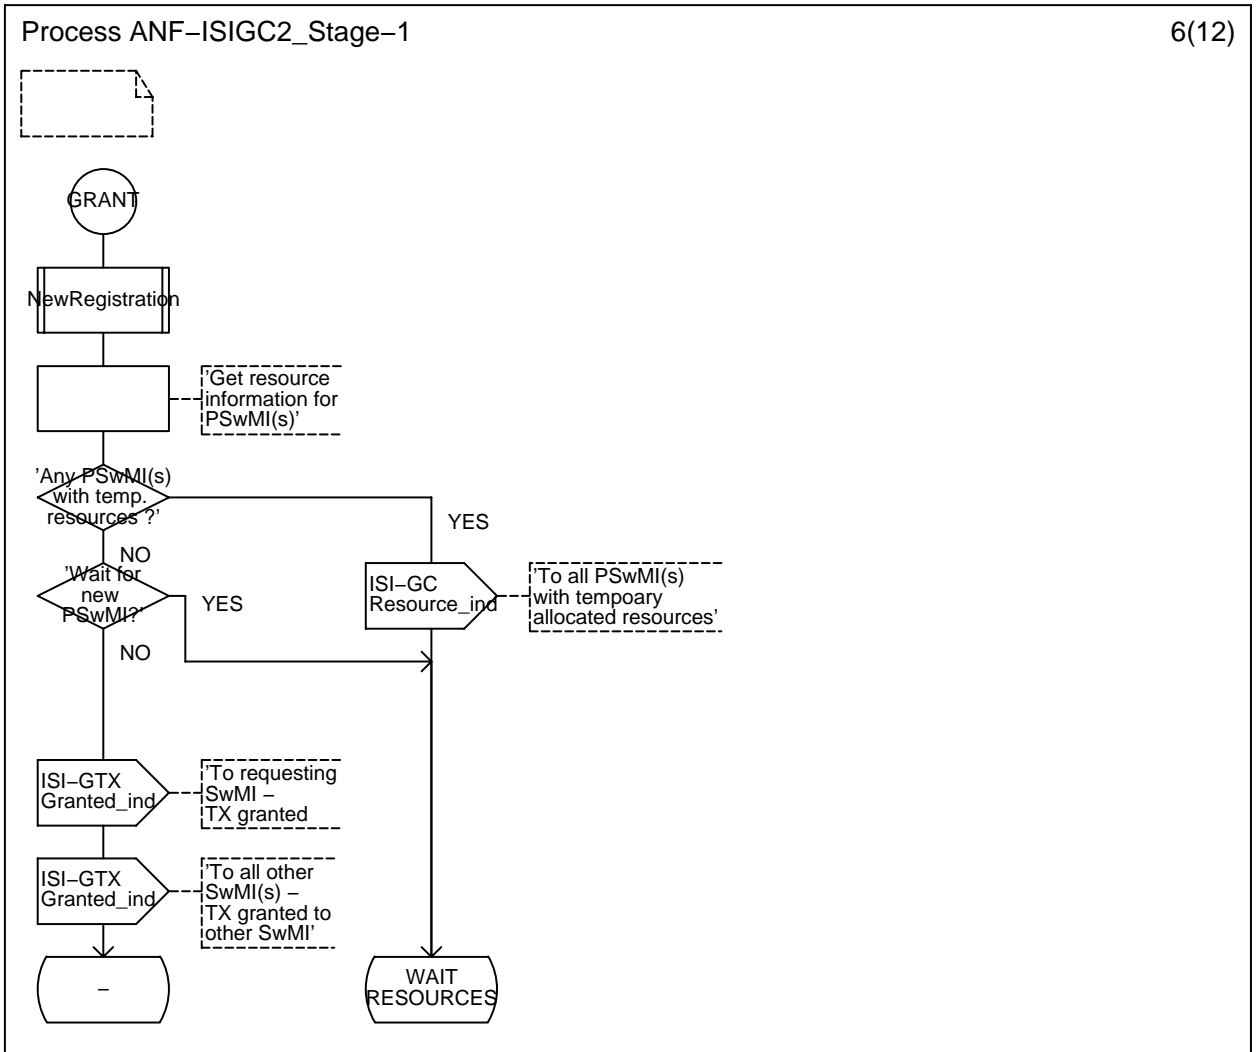 Process ANF−ISIGC2_Stage−1
6(12)
GRANT
NewRegistration
'Get resource
information for
PSwMI(s)'
'Any PSwMI(s)
with temp.
resources ?'
YES
NO
'Wait for
new
PSwMI?'
YES
ISI−GC
Resource_ind
'To all PSwMI(s)
with tempoary
allocated resources'
NO
ISI−GTX
Granted_ind
'To requesting
SwMI −
TX granted
ISI−GTX
Granted_ind
'To all other
SwMI(s) −
TX granted to
other SwMI'
−
WAIT
RESOURCES